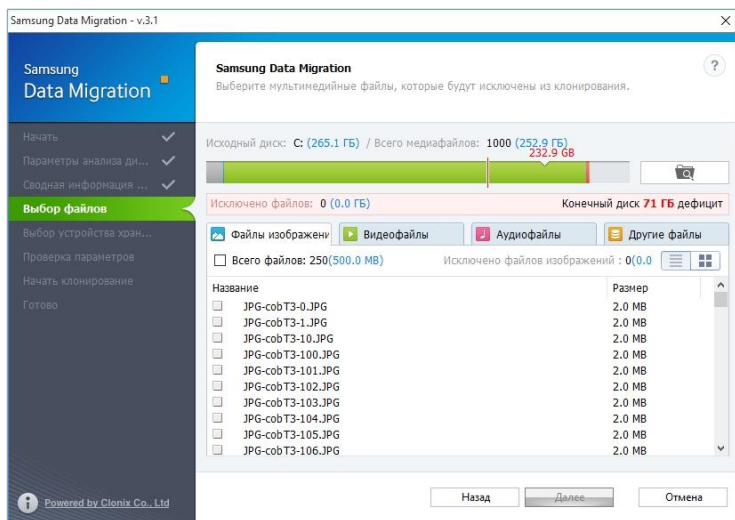 Samsung Data Migration - v.3.1
Samsung
Data Migration
Начать
Параметры анализа ди...
Сводная информация ...
Выбор файлов
Выбор устройства хран...
Проверка параметров
Начать клонирование
Готово
Powered by Clonix Co., Ltd
Samsung Data Migration
Выберите мультимедийные файлы, которые будут исключены из клонирования.
?
Исходный диск: C: (265.1 ГБ) / Всего медиафайлов: 1000 (252.9 ГБ)
232.9 GB
Исключено файлов: 0 (0.0 ГБ) Конечный диск 71 ГБ дефицит
Файлы изображени Видеофайлы Аудиофайлы Другие файлы
Всего файлов: 250(500.0 MB) Исключено файлов изображений : 0(0.0
Название Размер
JPG-cobT3-0.JPG 2.0 MB
JPG-cobT3-1.JPG 2.0 MB
JPG-cobT3-10.JPG 2.0 MB
JPG-cobT3-100.JPG 2.0 MB
JPG-cobT3-101.JPG 2.0 MB
JPG-cobT3-102.JPG 2.0 MB
JPG-cobT3-103.JPG 2.0 MB
JPG-cobT3-104.JPG 2.0 MB
JPG-cobT3-105.JPG 2.0 MB
JPG-cobT3-106.JPG 2.0 MB
Назад Далее Отмена